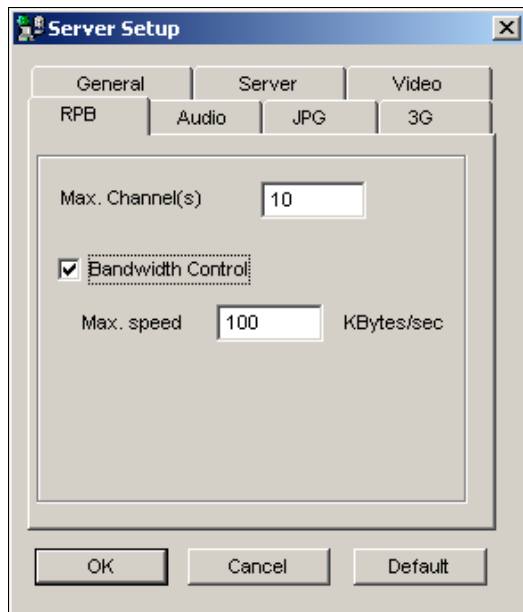 Server Setup
General Server Video
RPB Audio JPG 3G
Max. Channel(s) 10
Bandwidth Control
Max. speed 100 KBytes/sec
OK Cancel Default